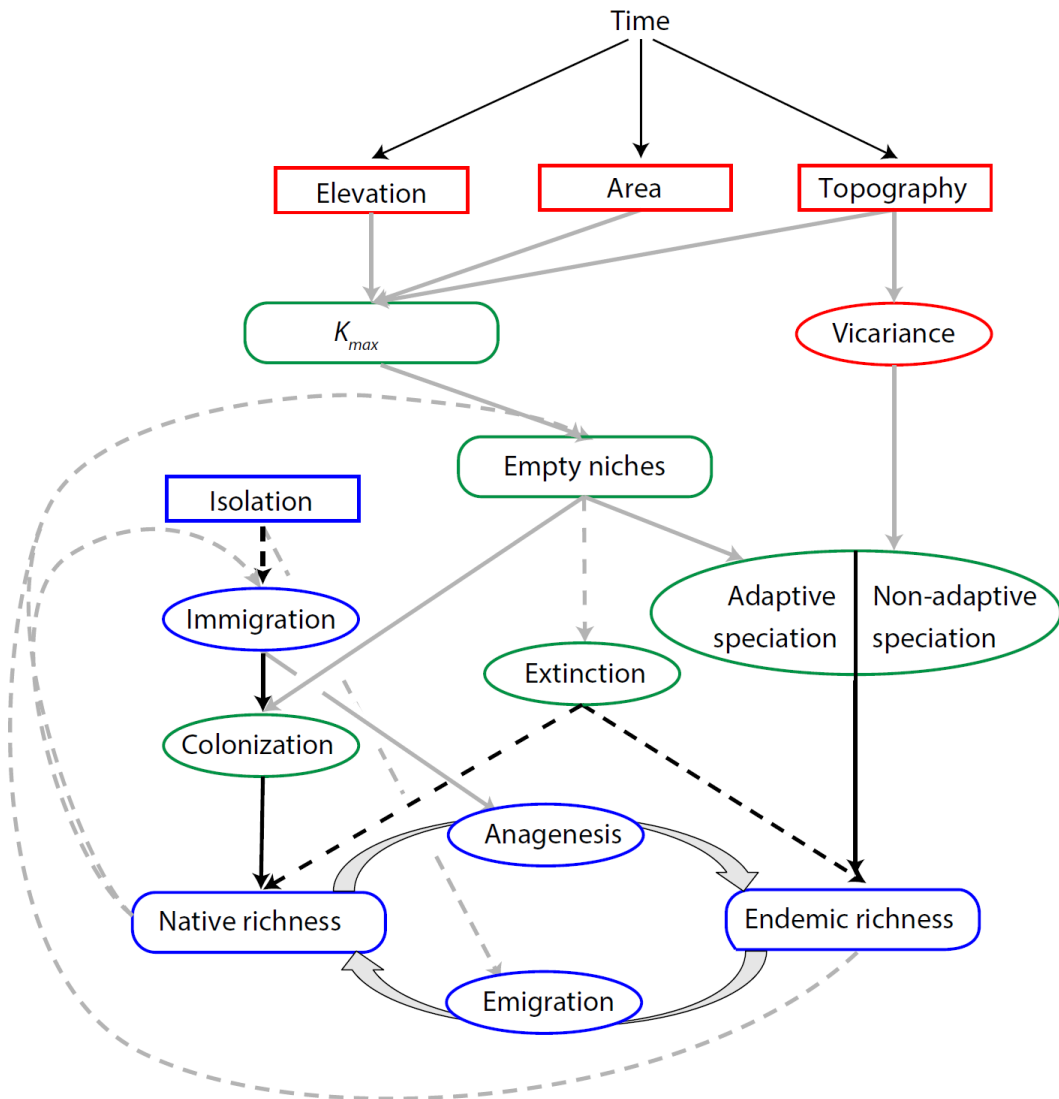 Time
Elevation
Area
Topography
Kmax
Vicariance
Empty niches
Isolation
Immigration
Adaptive
speciation
Non-adaptive
speciation
Extinction
Colonization
Anagenesis
Native richness
Endemic richness
Emigration